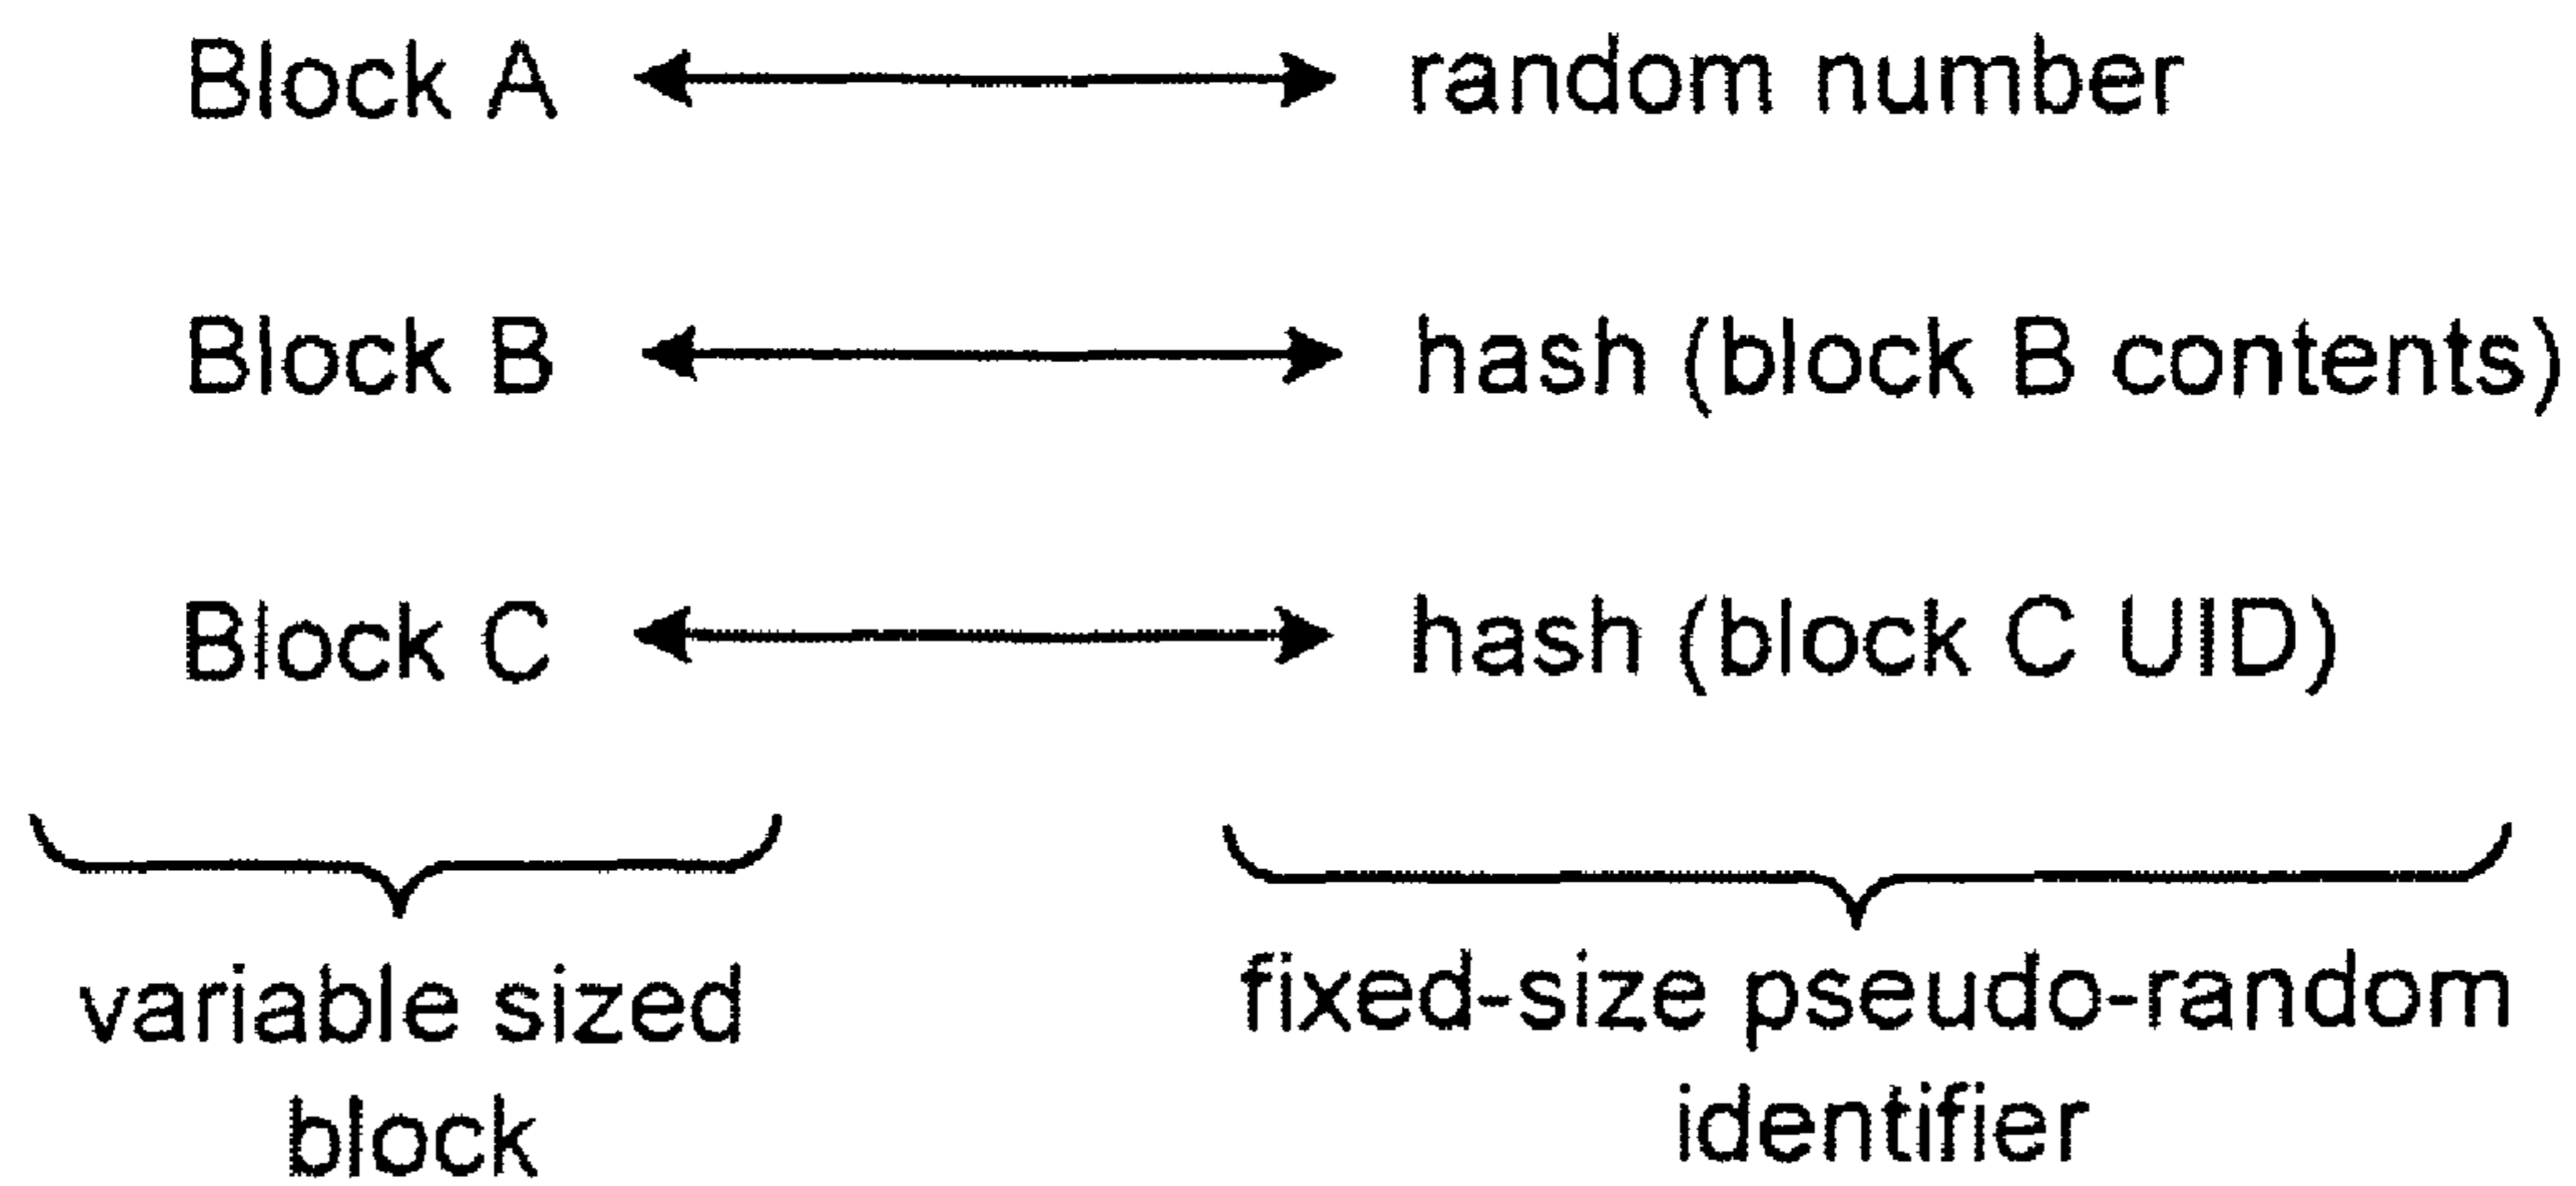 Block A random number
Block B hash (block B contents)
Block C hash (block C UID)
variable sized fixed-size pseudo-random
block identifier